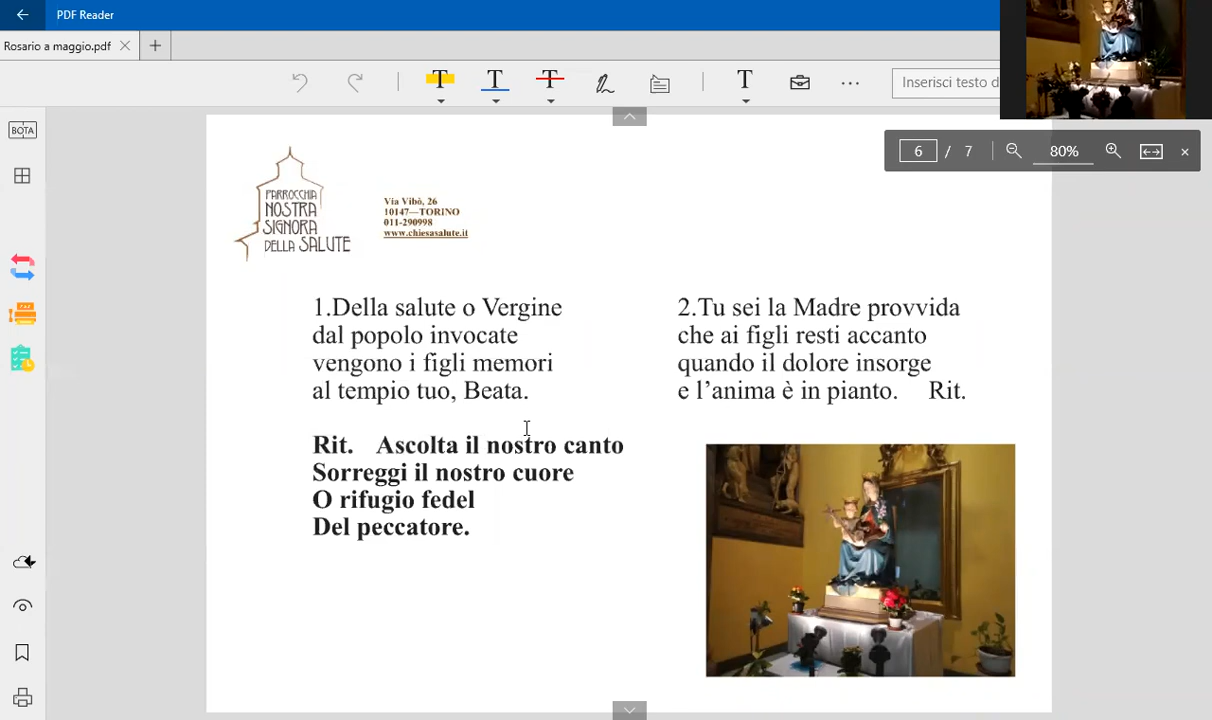 PDF Reader
Rosario a maggio.pdf
T T T T
Inserisci testo d
BOTA
6 / 7 80%
PARROCCHIA
NOSTRA
SIGNORA
DELLA SALUTE
Via Vibò, 26
10147—TORINO
011-290998
www.chiesasalute.it
1.Della salute o Vergine
dal popolo invocate
vengono i figli memori
al tempio tuo, Beata.
Rit. Ascolta il nostro canto
Sorreggi il nostro cuore
O rifugio fedel
Del peccatore.
2.Tu sei la Madre provvida
che ai figli resti accanto
quando il dolore insorge
e l’anima è in pianto. Rit.